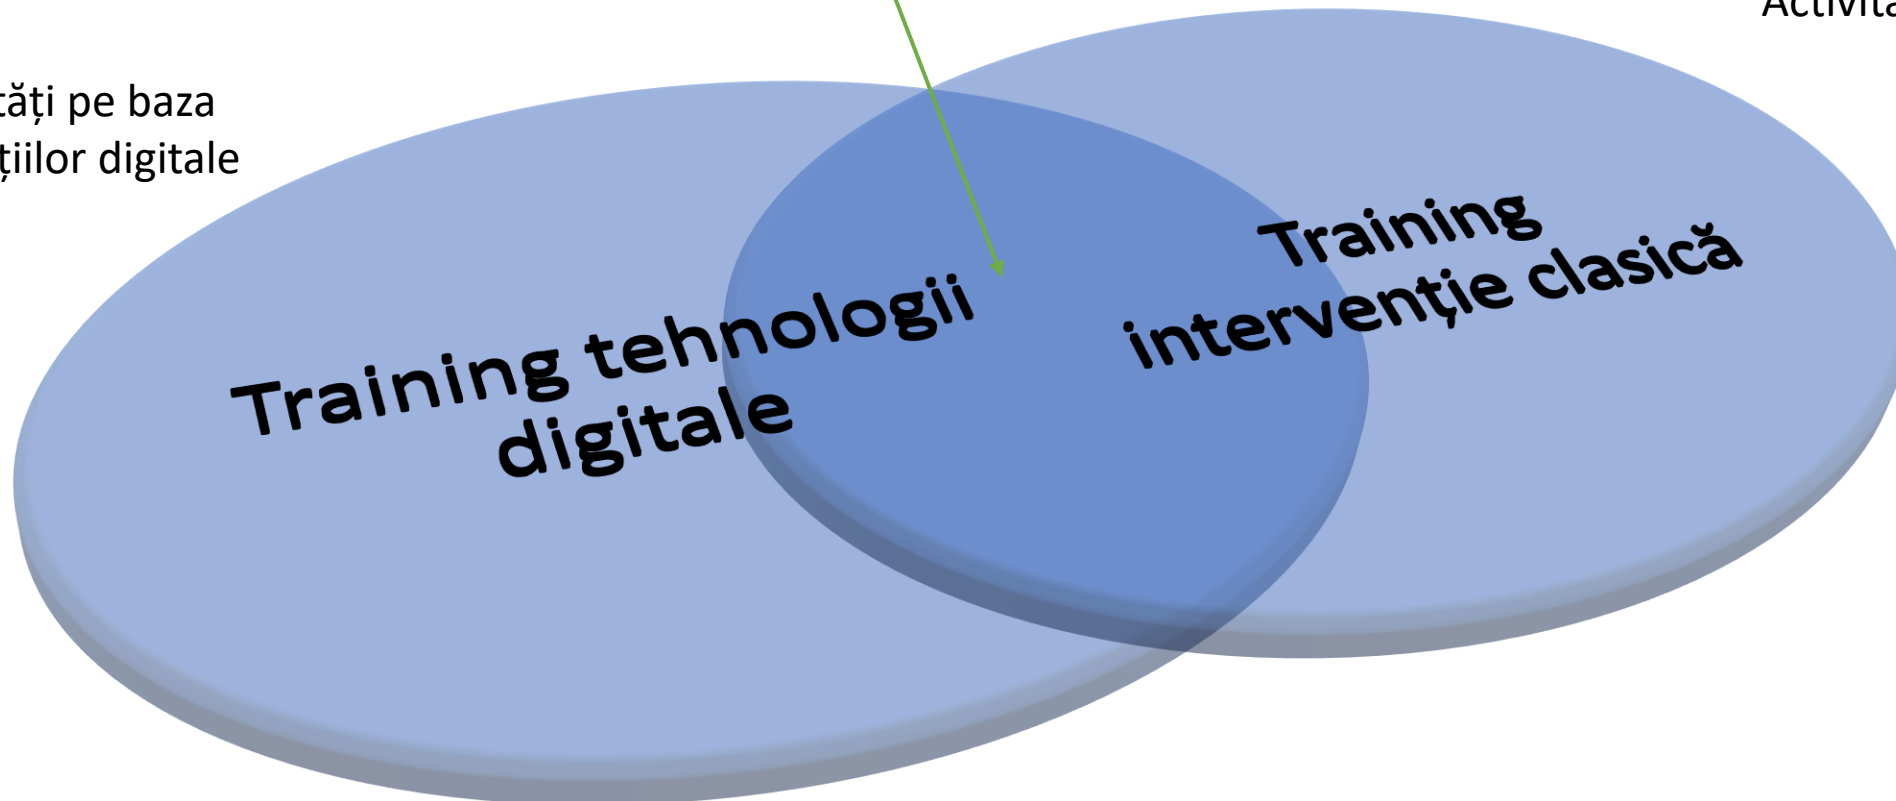 Activita
tăți pe baza
țiilor digitale
Training tehnologii
digitale
Training
intervenție clasică